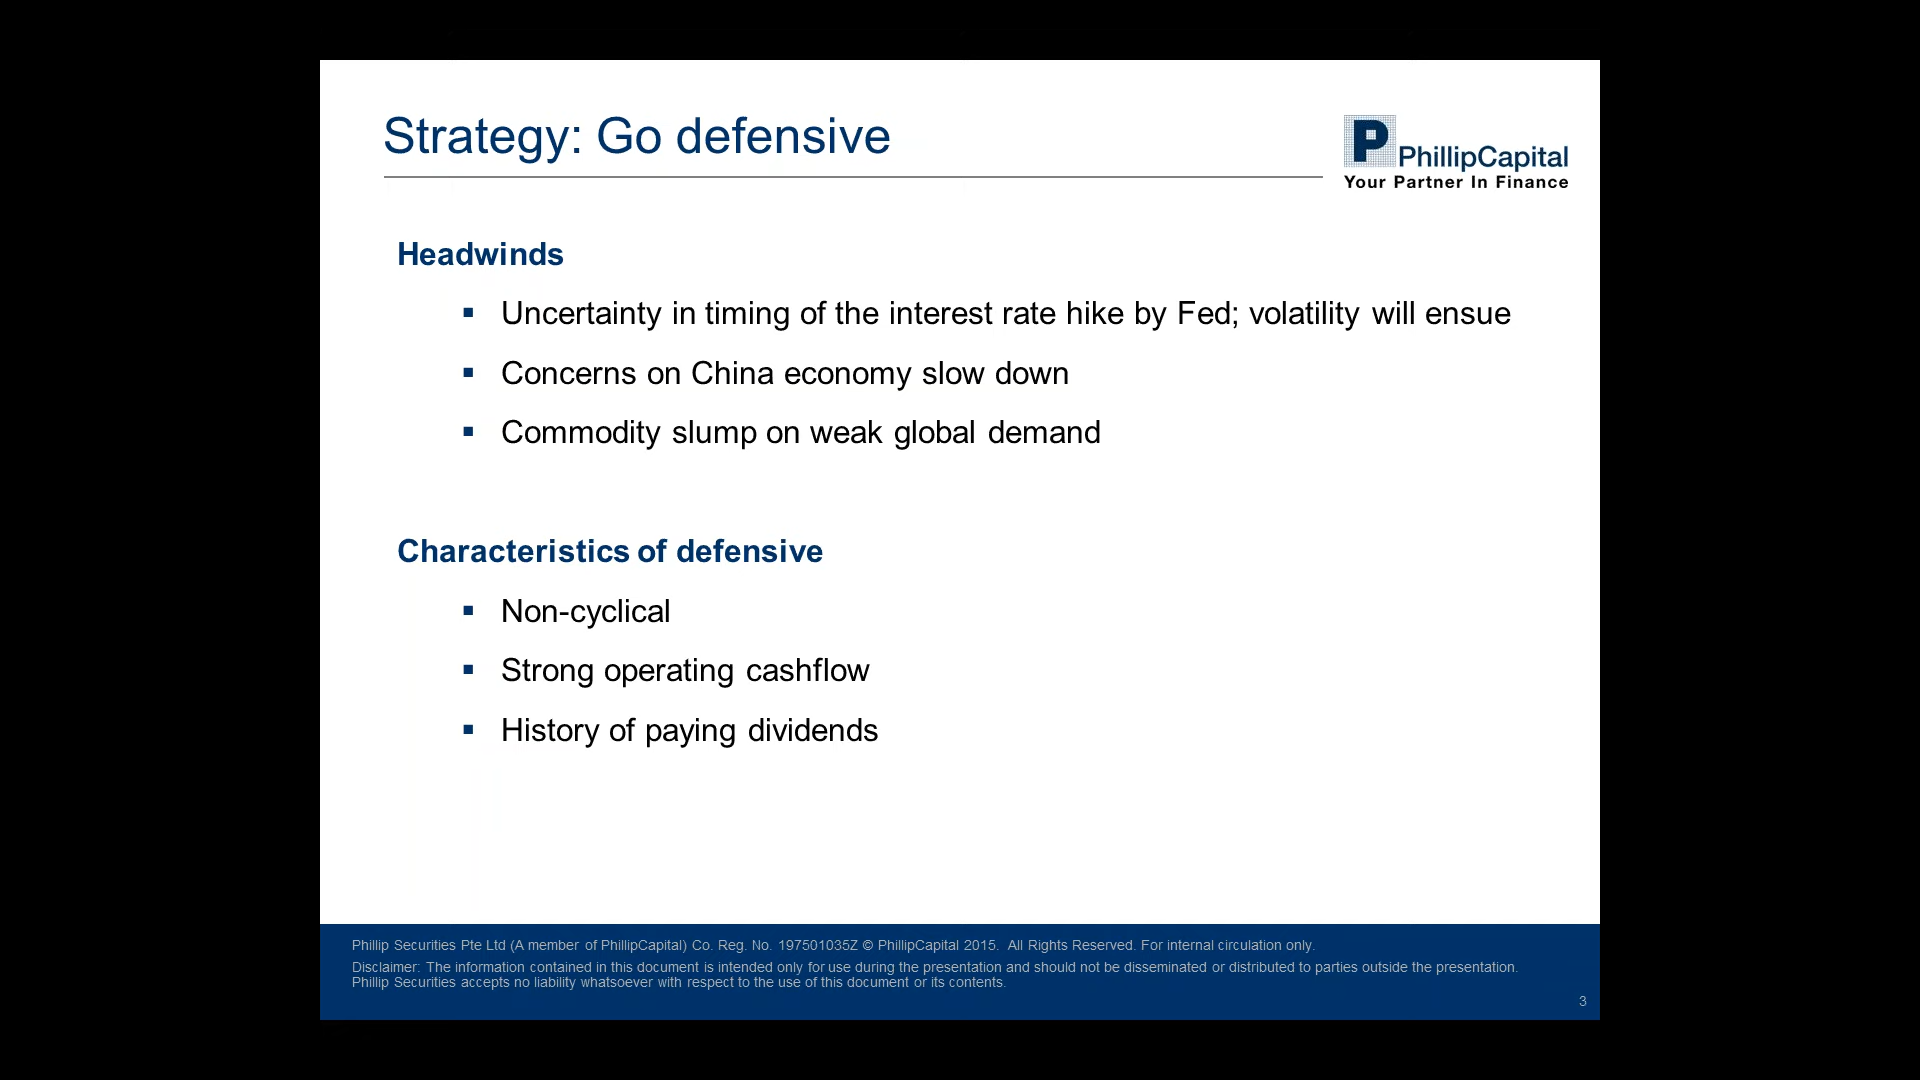 Strategy: Go defensive
P
PhillipCapital
Your Partner In Finance
Headwinds
▪ Uncertainty in timing of the interest rate hike by Fed; volatility will ensue
▪ Concerns on China economy slow down
▪ Commodity slump on weak global demand
Characteristics of defensive
▪ Non-cyclical
▪ Strong operating cashflow
▪ History of paying dividends
Phillip Securities Pte Ltd (A member of PhillipCapital) Co. Reg. No. 197501035Z © PhillipCapital 2015. All Rights Reserved. For internal circulation only.
Disclaimer: The information contained in this document is intended only for use during the presentation and should not be disseminated or distributed to parties outside the presentation.
Phillip Securities accepts no liability whatsoever with respect to the use of this document or its contents.
3